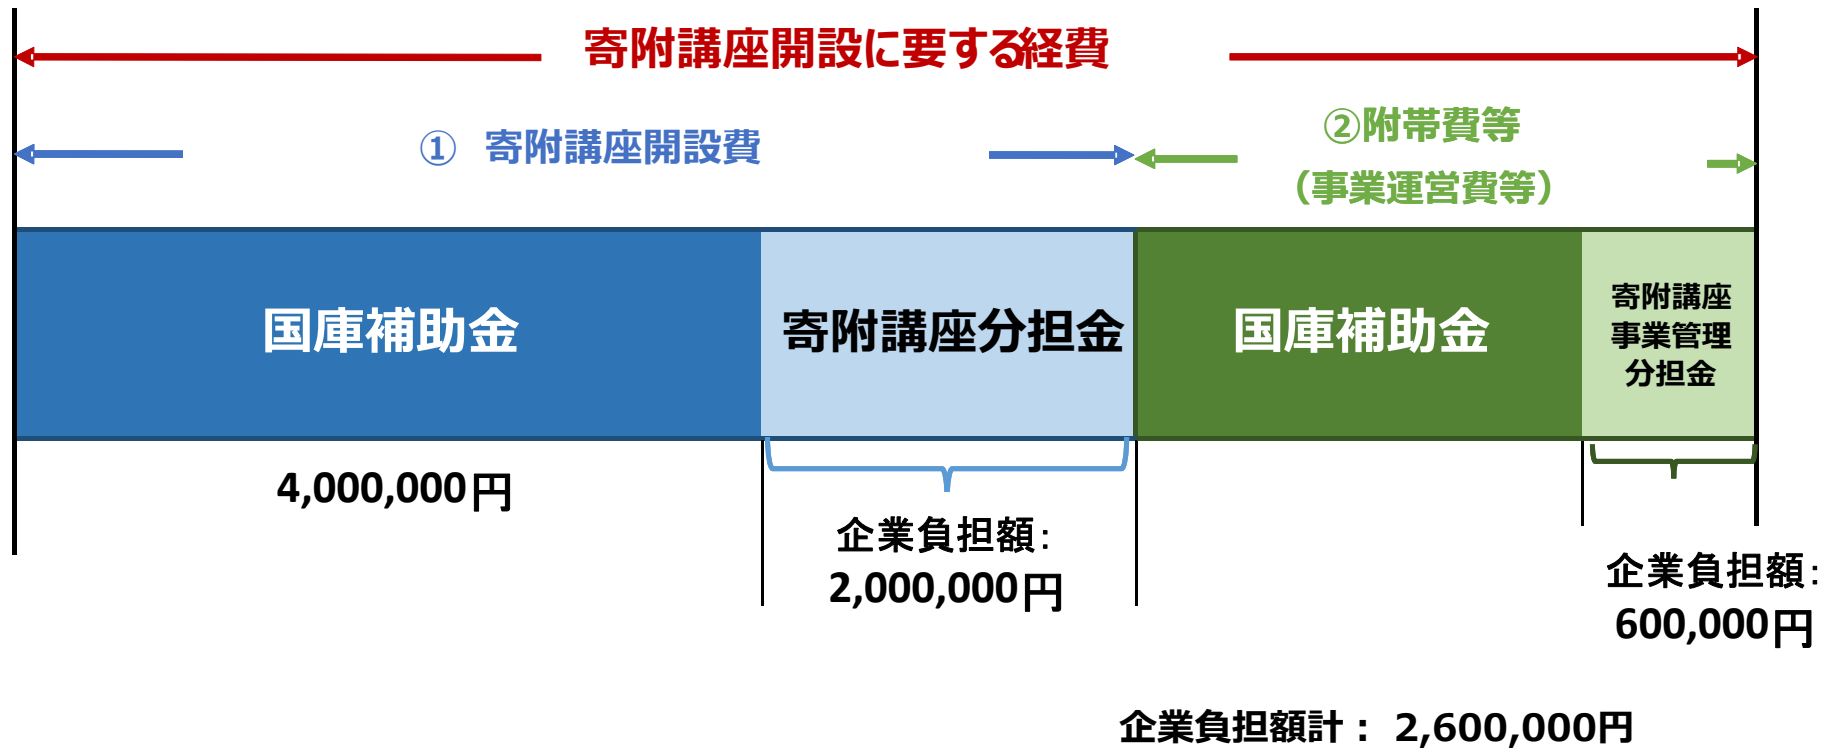 寄附講座開設に要する経費
① 寄附講座開設費
②附帯費等
（事業運営費等）
国庫補助金
寄附講座分担金
国庫補助金
寄附講座
事業管理
分担金
4,000,000円
企業負担額：
2,000,000円
企業負担額：
600,000円
企業負担額計： 2,600,000円